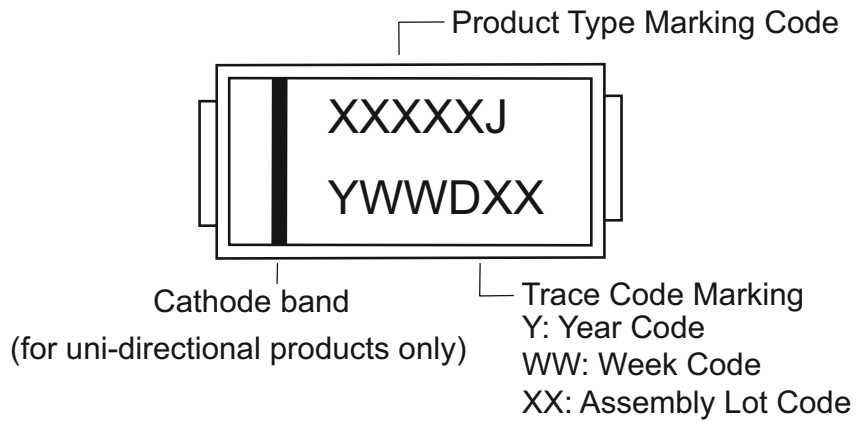 Product Type Marking Code
XXXXXJ
YWWDXX
Cathode band
(for uni-directional products only)
Trace Code Marking
Y: Year Code
WW: Week Code
XX: Assembly Lot Code